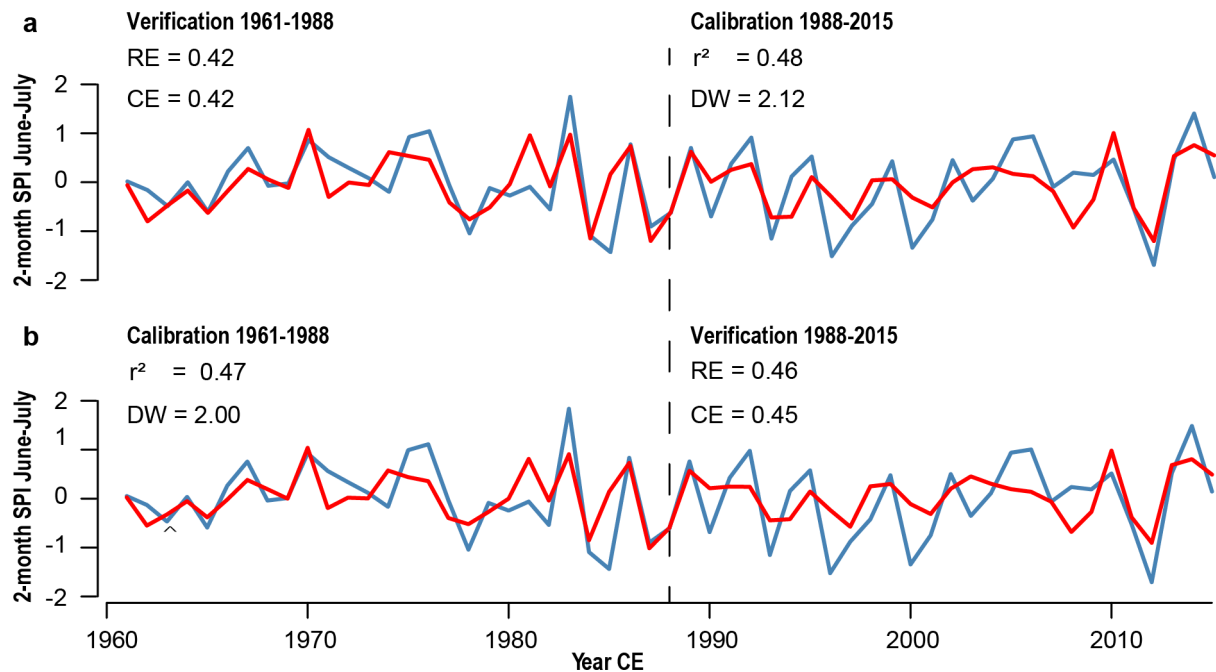 a
Verification 1961-1988
Calibration 1988-2015
RE = 0.42
r² = 0.48
CE = 0.42
DW = 2.12
2-month SPI June-July
2
1
0
-1
-2
b
Calibration 1961-1988
Verification 1988-2015
r² = 0.47
RE = 0.46
DW = 2.00
CE = 0.45
2-month SPI June-July
2
1
0
-1
-2
^
1960 1970 1980 1990 2000 2010
Year CE